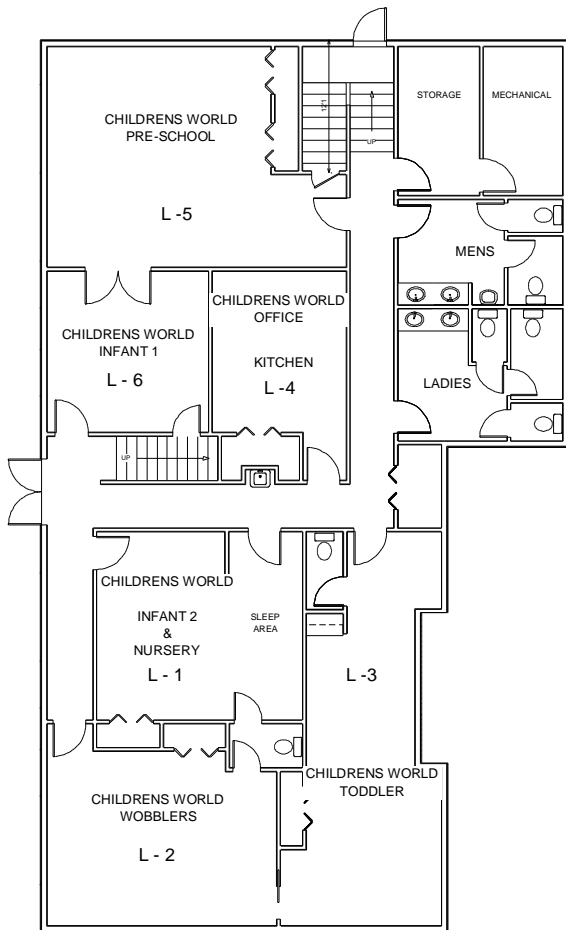 STORAGE
MECHANICAL
CHILDRENS WORLD
PRE-SCHOOL
L -5
121
UP
MENS
CHILDRENS WORLD
OFFICE
KITCHEN
L -4
CHILDRENS WORLD
INFANT 1
L - 6
LADIES
UP
CHILDRENS WORLD
INFANT 2
&
NURSERY
L - 1
SLEEP
AREA
L -3
CHILDRENS WORLD
TODDLER
CHILDRENS WORLD
WOBBLERS
L - 2